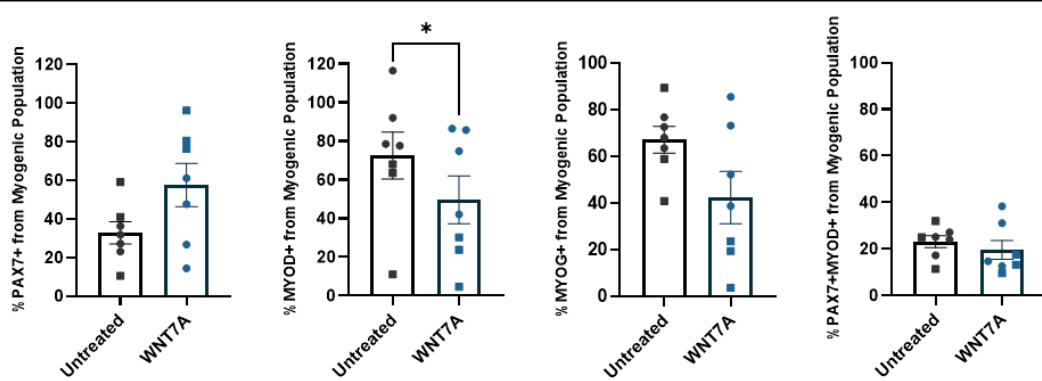 % PAX7+ from Myogenic Population
120
100
80
60
40
20
0
Untreated
WNT7A
% MYOD+ from Myogenic Population
120
100
80
60
40
20
0
*
Untreated
WNT7A
% MYOG+ from Myogenic Population
100
80
60
40
20
0
Untreated
WNT7A
% PAX7+MYOD+ from Myogenic Population
100
80
60
40
20
0
Untreated
WNT7A